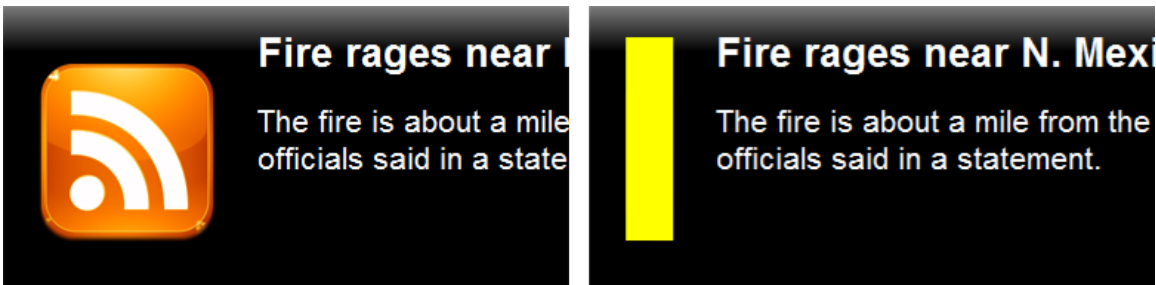 Fire rages near
The fire is about a mile
officials said in a state
Fire rages near N. Mexi
The fire is about a mile from the
officials said in a statement.